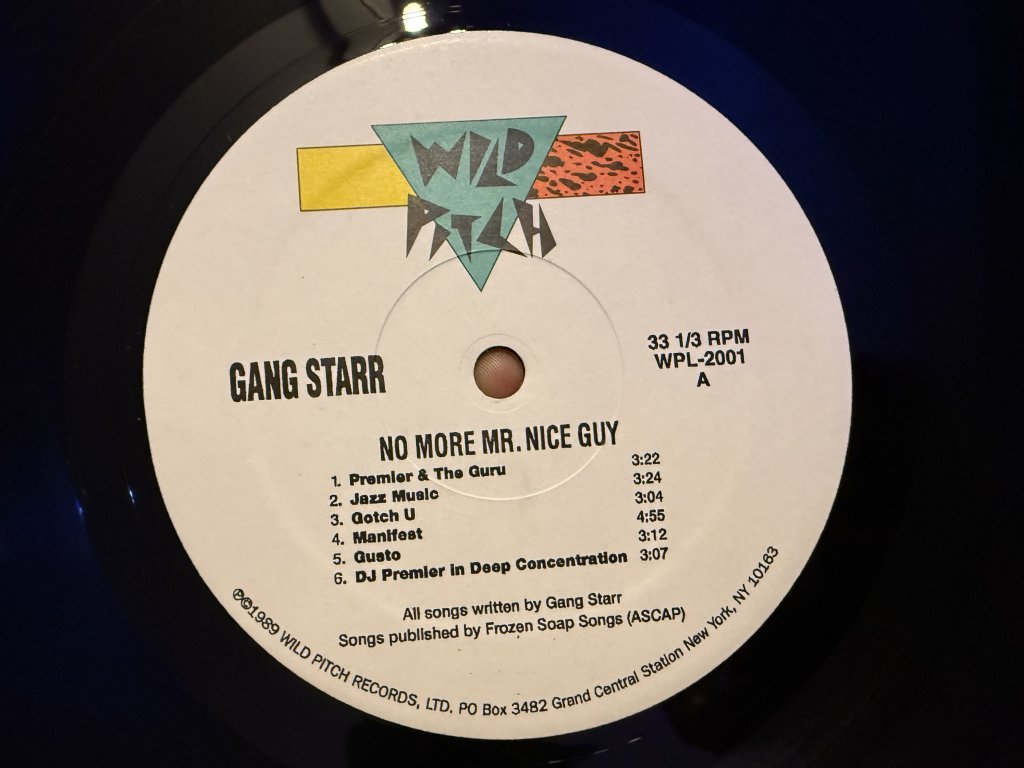 WILD
PITCH
GANG STARR
33 1/3 RPM
WPL-2001
A
NO MORE MR. NICE GUY
1. Premier & The Guru 3:22
2. Jazz Music 3:24
3. Gotch U 3:04
4. Manifest 4:55
5. Gusto 3:12
6. DJ Premier in Deep Concentration 3:07
All songs written by Gang Starr
Songs published by Frozen Soap Songs (ASCAP)
℗©1989 WILD PITCH RECORDS, LTD. PO Box 3482 Grand Central Station New York, NY 10163